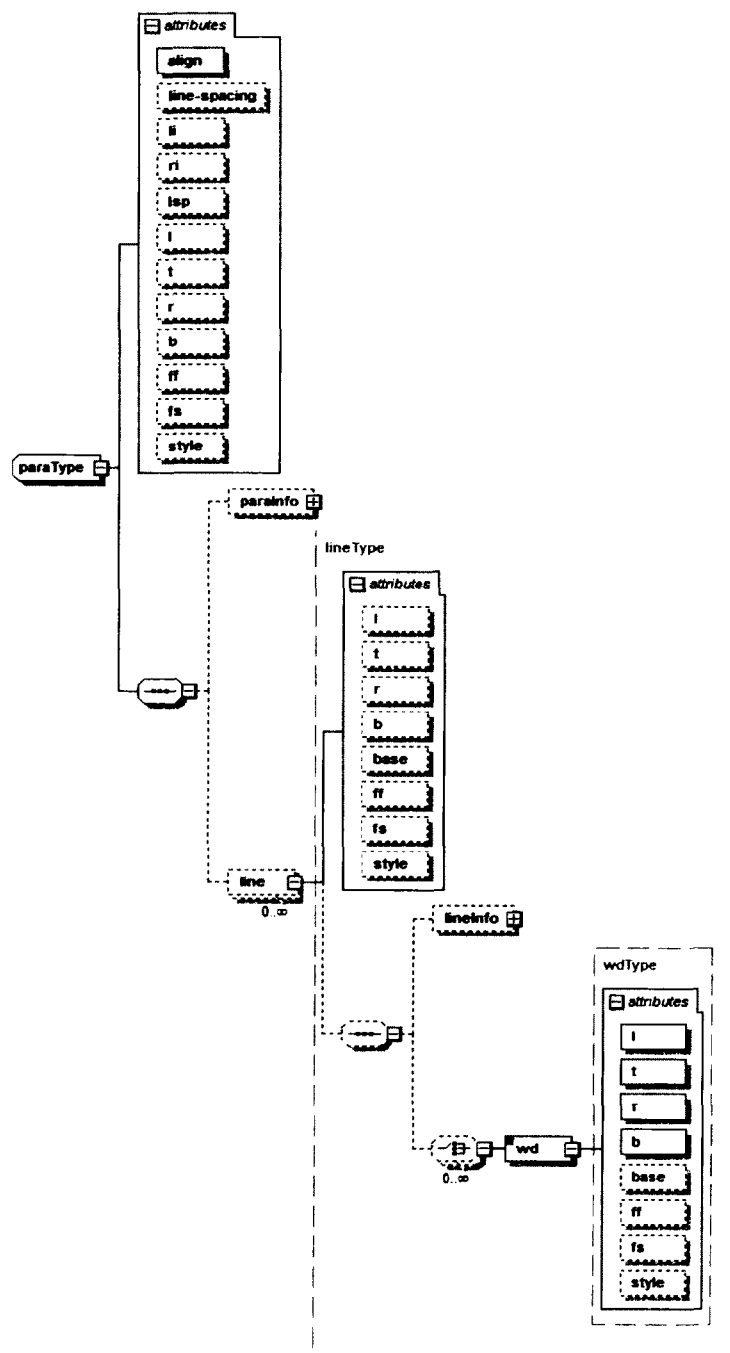 attributes
align
line-spacing
li
ri
lsp
l
t
r
b
ff
fs
style
paraType
paraInfo
lineType
attributes
l
t
r
b
base
ff
fs
style
line
0..∞
lineInfo
wdType
attributes
l
t
r
b
wd
0..∞
base
ff
fs
style